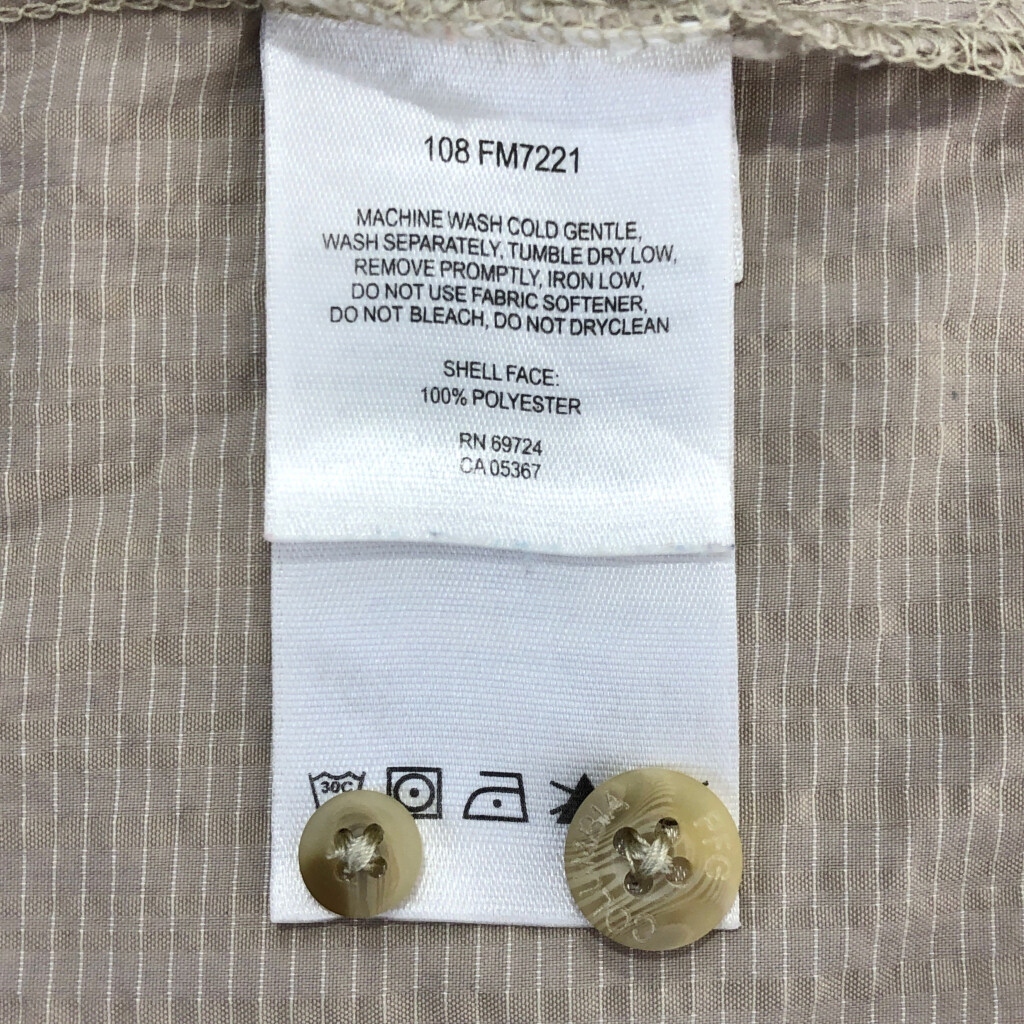 108 FM7221
MACHINE WASH COLD GENTLE,
WASH SEPARATELY, TUMBLE DRY LOW,
REMOVE PROMPTLY, IRON LOW,
DO NOT USE FABRIC SOFTENER,
DO NOT BLEACH, DO NOT DRYCLEAN
SHELL FACE:
100% POLYESTER
RN 69724
CA 05367
30C
PFG